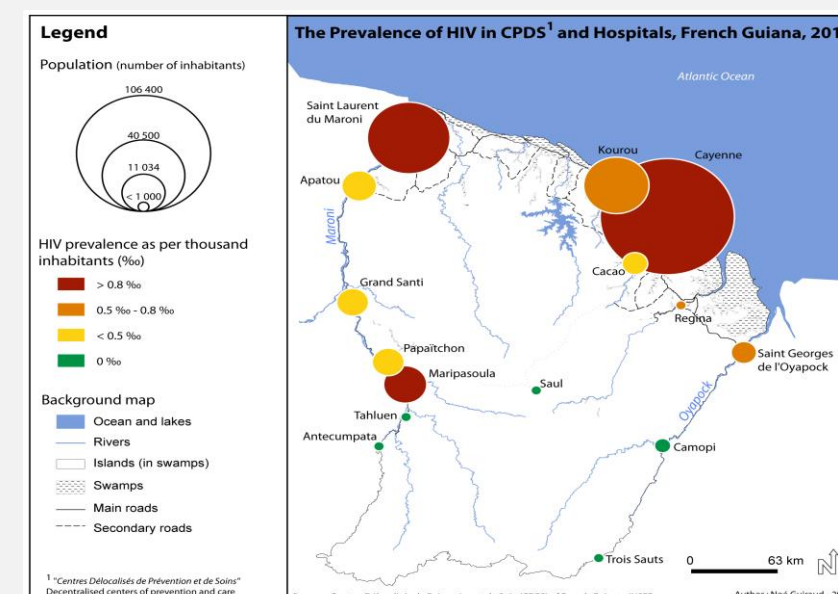 Legend
Population (number of inhabitants)
106 400
40 500
11 034
< 1 000
HIV prevalence as per thousand
inhabitants (‰)
> 0.8 ‰
0.5 ‰ - 0.8 ‰
< 0.5 ‰
0 ‰
Background map
Ocean and lakes
Rivers
Islands (in swamps)
Swamps
Main roads
Secondary roads
1 "Centres Délocalisés de Prévention et de Soins"
Decentralised centers of prevention and care
The Prevalence of HIV in CPDS1 and Hospitals, French Guiana, 201
Atlantic Ocean
Saint Laurent
du Maroni
Kourou
Cayenne
Apatou
Maroni
Cacao
Grand Santi
Regina
Papaïtchon
Saint Georges
de l'Oyapock
Maripasoula
Saul
Oyapock
Tahluen
Antecumpata
Camopi
Trois Sauts
0 63 km
N